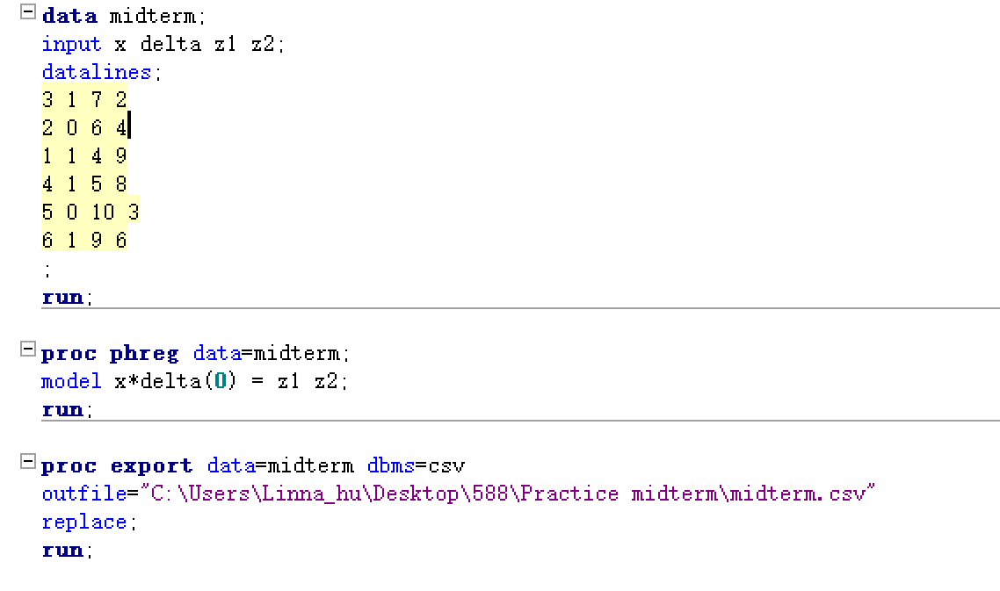 data midterm;
input x delta z1 z2;
datalines;
3 1 7 2
2 0 6 4
1 1 4 9
4 1 5 8
5 0 10 3
6 1 9 6
;
run;
proc phreg data=midterm;
model x*delta(0) = z1 z2;
run;
proc export data=midterm dbms=csv
outfile="C:\Users\Linna_hu\Desktop\588\Practice midterm\midterm.csv"
replace;
run;